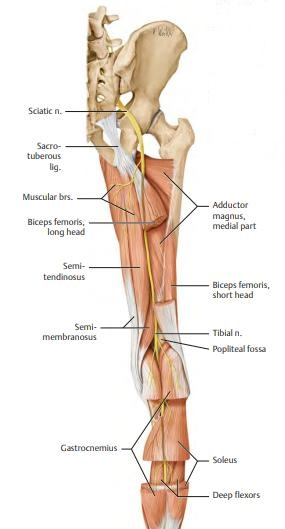 Sciatic n.
Sacro-
tuberous
lig.
Muscular brs.
Biceps femoris,
long head
Semi-
tendinosus
Semi-
membranosus
Gastrocnemius
Adductor
magnus,
medial part
Biceps femoris,
short head
Tibial n.
Popliteal fossa
Soleus
Deep flexors